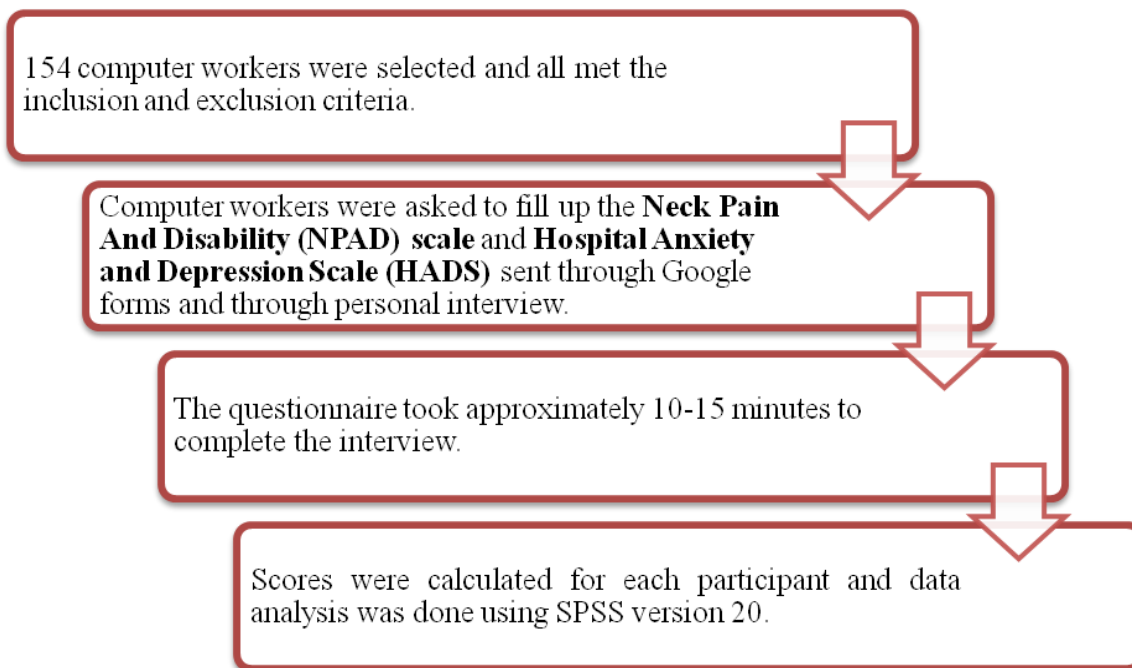 154 computer workers were selected and all met the
inclusion and exclusion criteria.
Computer workers were asked to fill up the Neck Pain
And Disability (NPAD) scale and Hospital Anxiety
and Depression Scale (HADS) sent through Google
forms and through personal interview.
The questionnaire took approximately 10-15 minutes to
complete the interview.
Scores were calculated for each participant and data
analysis was done using SPSS version 20.